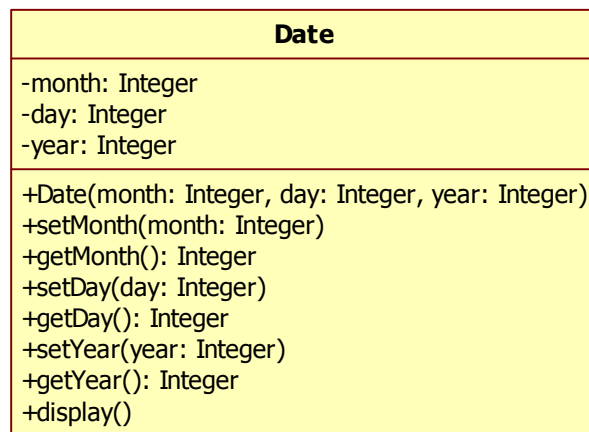 Date
-month: Integer
-day: Integer
-year: Integer
+Date(month: Integer, day: Integer, year: Integer)
+setMonth(month: Integer)
+getMonth(): Integer
+setDay(day: Integer)
+getDay(): Integer
+setYear(year: Integer)
+getYear(): Integer
+display()